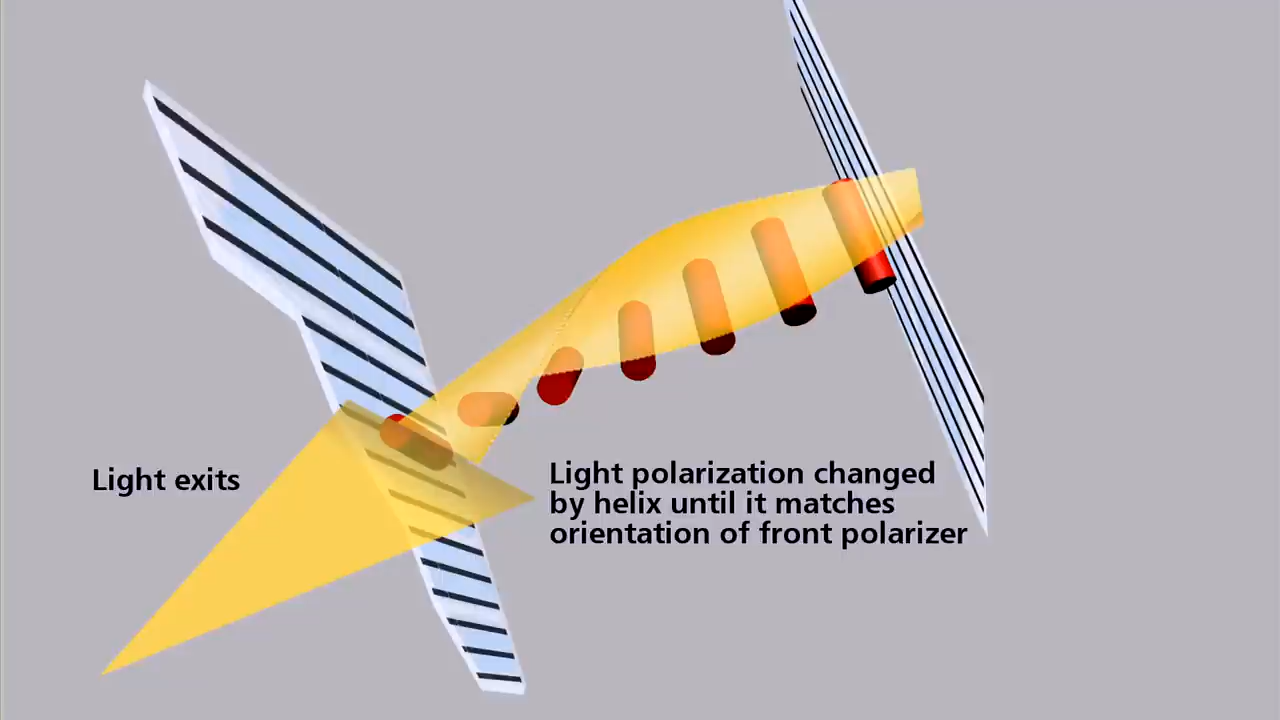 Light exits
Light polarization changed
by helix until it matches
orientation of front polarizer